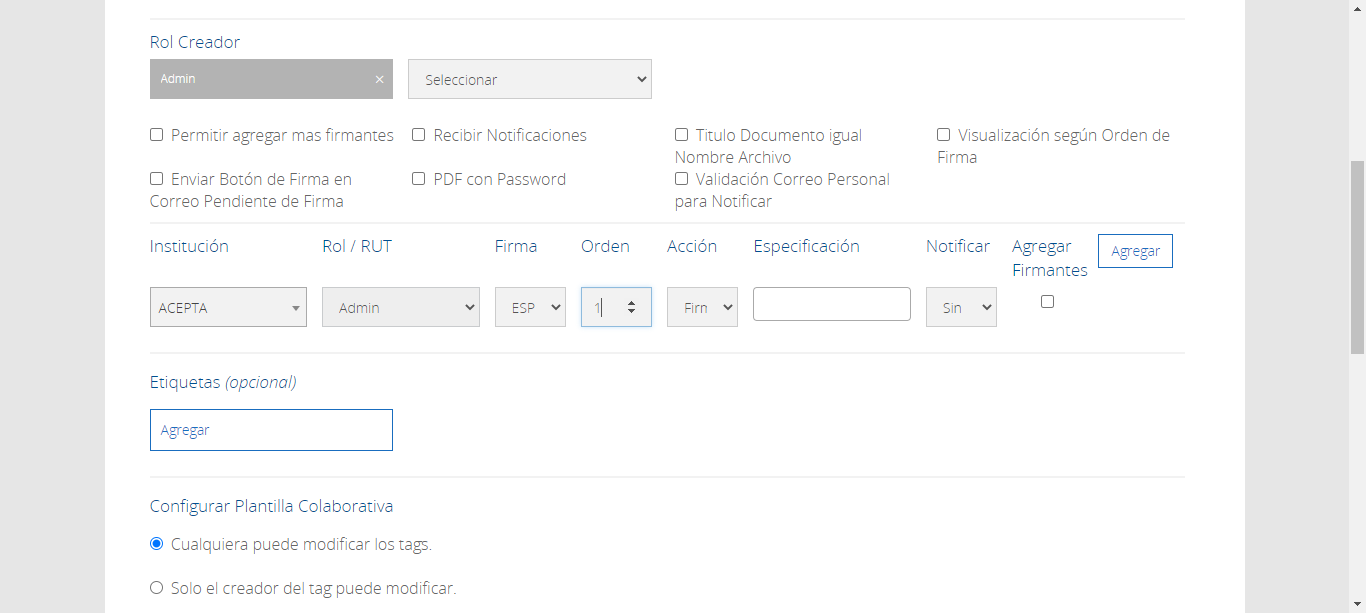 Rol Creador
Admin ×
Seleccionar
Permitir agregar mas firmantes
Recibir Notificaciones
Titulo Documento igual
Nombre Archivo
Visualización según Orden de
Firma
Enviar Botón de Firma en
Correo Pendiente de Firma
PDF con Password
Validación Correo Personal
para Notificar
Institución
Rol / RUT
Firma
Orden
Acción
Especificación
Notificar
Agregar
Firmantes
Agregar
ACEPTA
Admin
ESP
1
Firn
Sin
Etiquetas (opcional)
Agregar
Configurar Plantilla Colaborativa
Cualquiera puede modificar los tags.
Solo el creador del tag puede modificar.